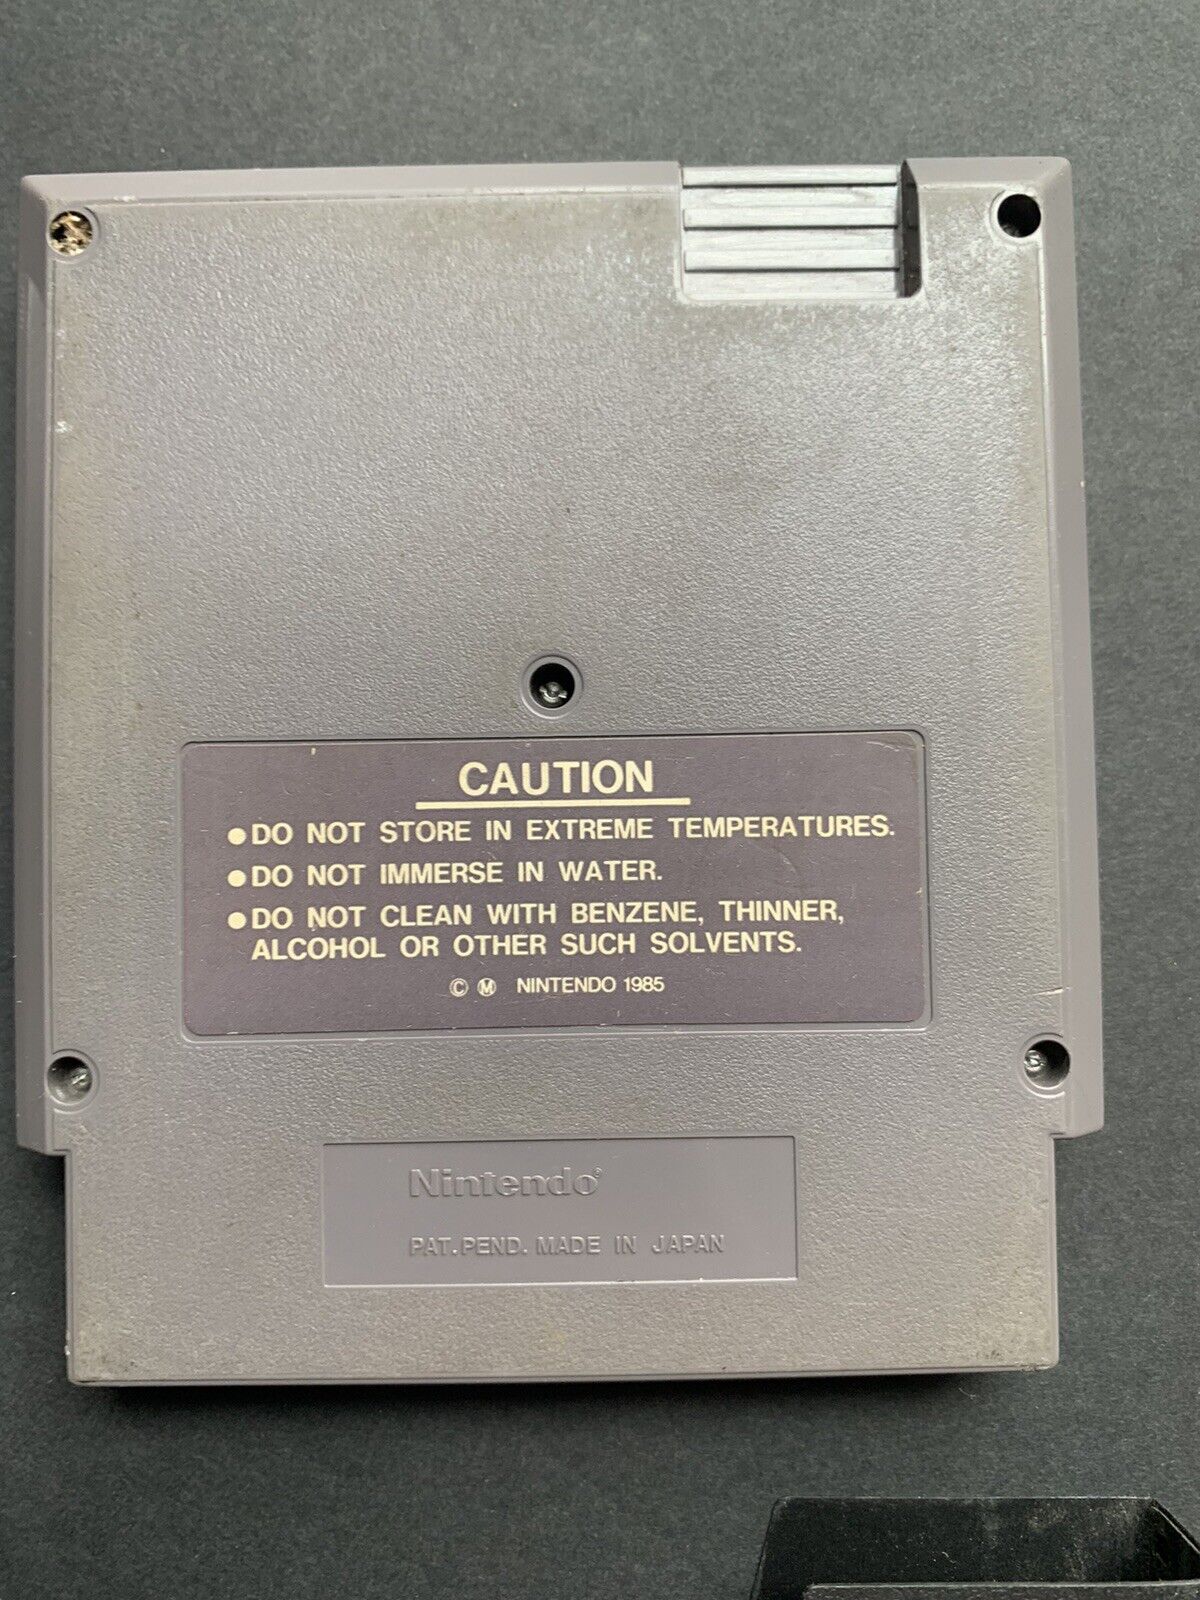 CAUTION
●DO NOT STORE IN EXTREME TEMPERATURES.
●DO NOT IMMERSE IN WATER.
●DO NOT CLEAN WITH BENZENE, THINNER,
ALCOHOL OR OTHER SUCH SOLVENTS.
© Ⓜ NINTENDO 1985
Nintendo®
PAT. PEND. MADE IN JAPAN